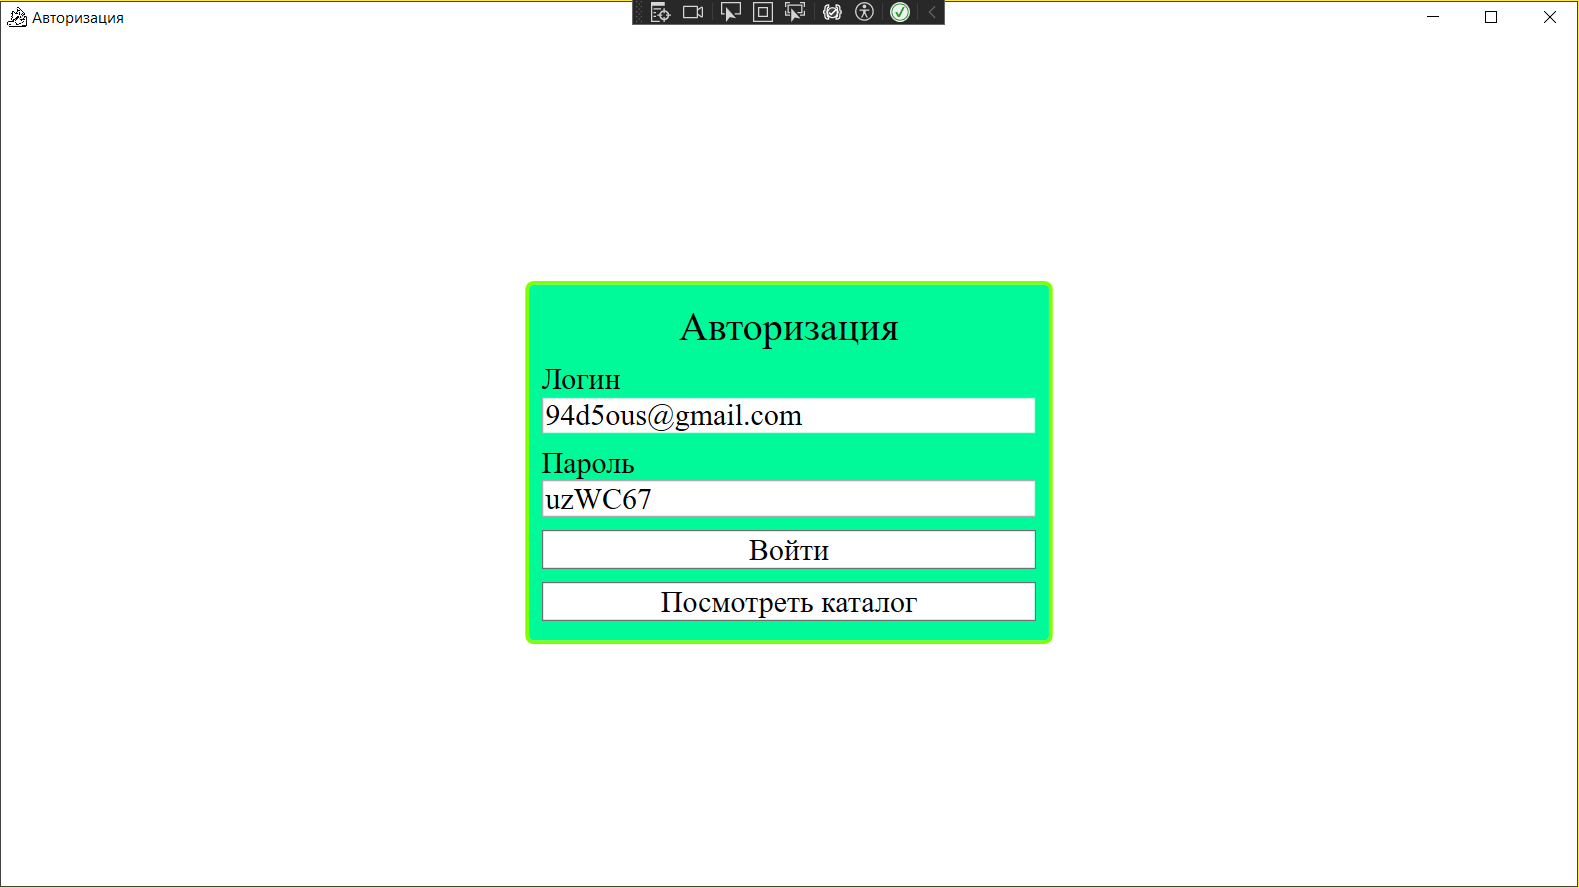 Авторизация
Авторизация
Логин
94d5ous@gmail.com
Пароль
uzWC67
Войти
Посмотреть каталог